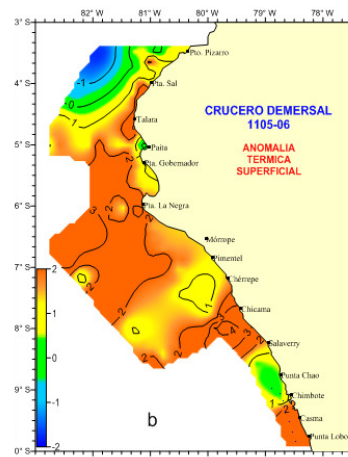 3° S
82° W
81° W
80° W
79° W
78° W
Pto. Pizarro
4° S
Pta. Sal
CRUCERO DEMERSAL
1105-06
Talara
ANOMALIA
TERMICA
SUPERFICIAL
5° S
Paita
Pta. Gobernador
6° S
Pta. La Negra
Mórrope
Pimentel
7° S
Chérrepe
Chicama
8° S
Salaverry
Punta Chao
9° S
Chimbote
Casma
Punta Lobo
0° S
2
1
0
-1
-2
b